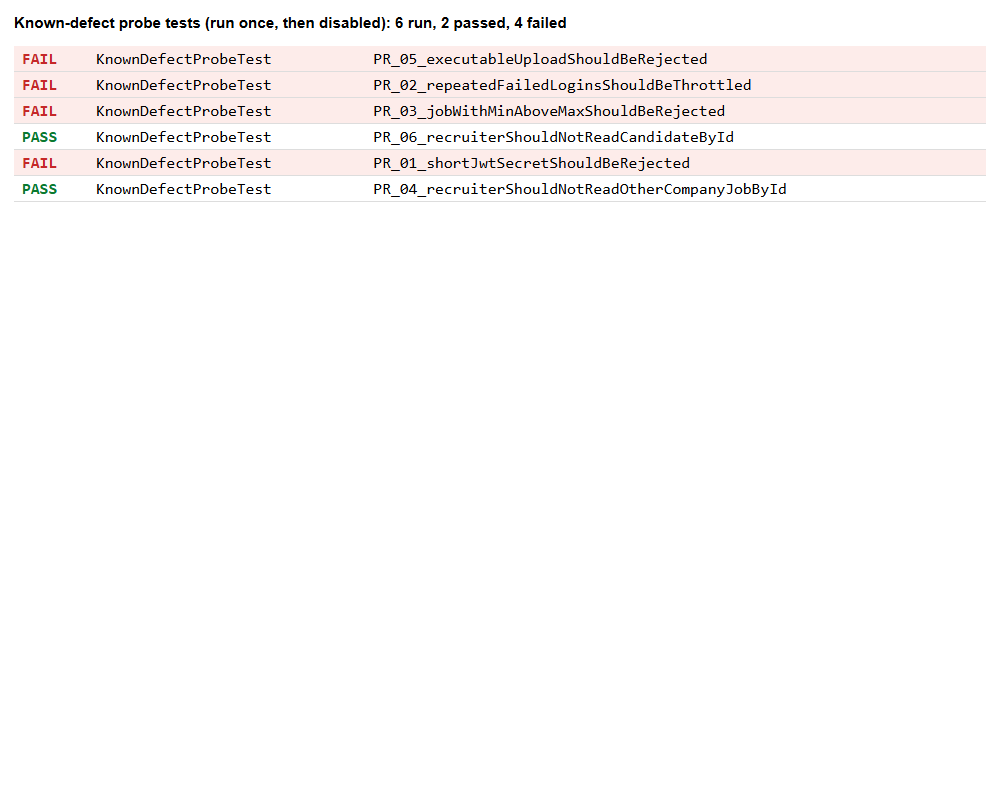 Known-defect probe tests (run once, then disabled): 6 run, 2 passed, 4 failed
FAIL KnownDefectProbeTest PR_05_executableUploadShouldBeRejected
FAIL KnownDefectProbeTest PR_02_repeatedFailedLoginsShouldBeThrottled
FAIL KnownDefectProbeTest PR_03_jobWithMinAboveMaxShouldBeRejected
PASS KnownDefectProbeTest PR_06_recruiterShouldNotReadCandidateById
FAIL KnownDefectProbeTest PR_01_shortJwtSecretShouldBeRejected
PASS KnownDefectProbeTest PR_04_recruiterShouldNotReadOtherCompanyJobById